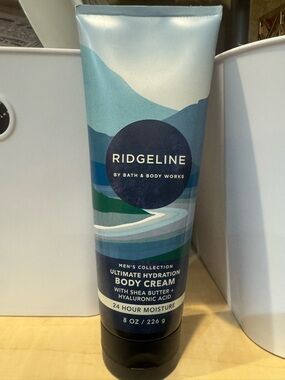 RIDGELINE
BY BATH & BODY WORKS
MEN'S COLLECTION
ULTIMATE HYDRATION
BODY CREAM
WITH SHEA BUTTER +
HYALURONIC ACID
24 HOUR MOISTURE
8 OZ / 226 g